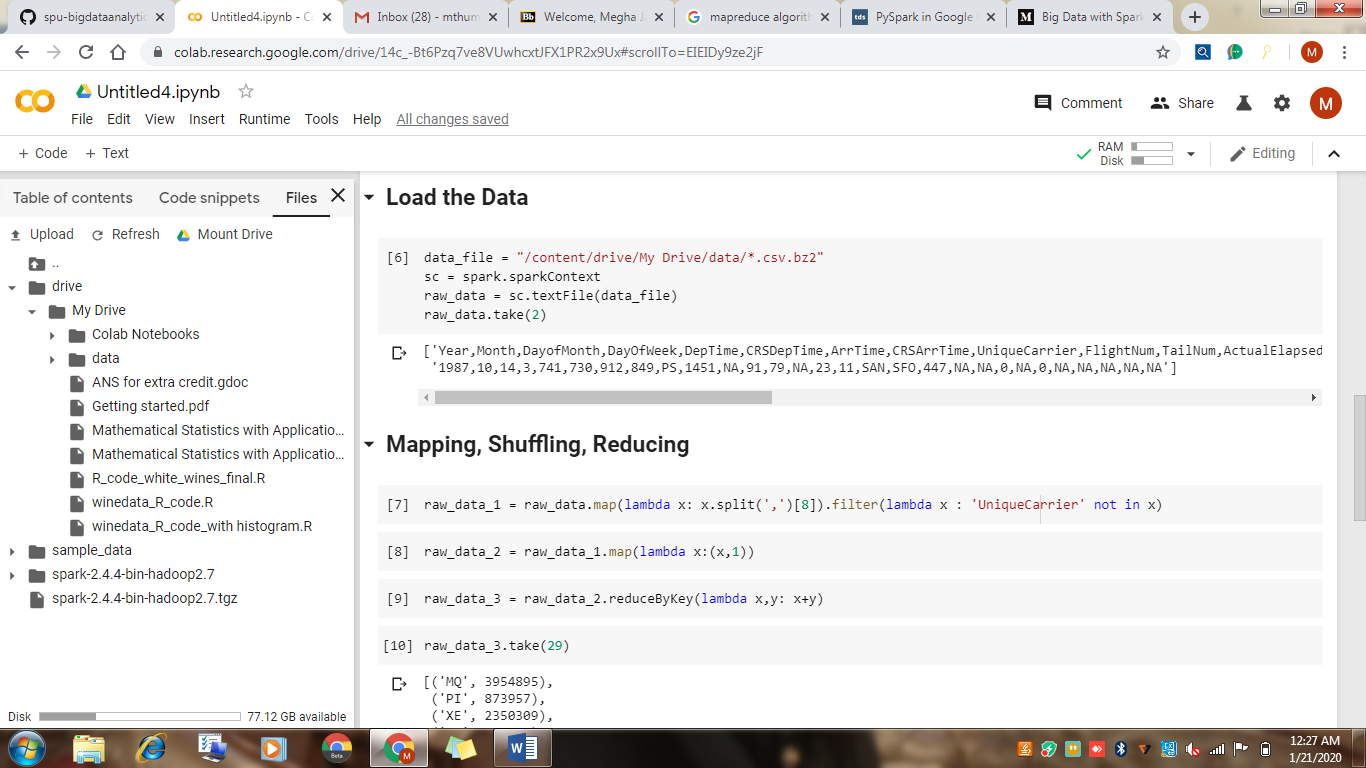 spu-bigdataanalytic
Untitled4.ipynb - Co
Inbox (28) - mthum
Bb Welcome, Megha J
mapreduce algorith
tds PySpark in Google
M Big Data with Spar
colab.research.google.com/drive/14c_-Bt6Pzq7ve8VUwhcxtJFX1PR2x9Ux#scrollTo=EIEIDy9ze2jF
M
Untitled4.ipynb
File Edit View Insert Runtime Tools Help All changes saved
Comment Share M
+ Code + Text
RAM
Disk
Editing
Table of contents Code snippets Files
Upload Refresh Mount Drive
..
drive
My Drive
Colab Notebooks
data
ANS for extra credit.gdoc
Getting started.pdf
Mathematical Statistics with Applicatio...
Mathematical Statistics with Applicatio...
R_code_white_wines_final.R
winedata_R_code.R
winedata_R_code_with histogram.R
sample_data
spark-2.4.4-bin-hadoop2.7
spark-2.4.4-bin-hadoop2.7.tgz
Disk 77.12 GB available
Load the Data
[6] data_file = "/content/drive/My Drive/data/*.csv.bz2"
sc = spark.sparkContext
raw_data = sc.textFile(data_file)
raw_data.take(2)
['Year,Month,DayofMonth,DayOfWeek,DepTime,CRSDepTime,ArrTime,CRSArrTime,UniqueCarrier,FlightNum,TailNum,ActualElapsed
'1987,10,14,3,741,730,912,849,PS,1451,NA,91,79,NA,23,11,SAN,SFO,447,NA,NA,0,NA,0,NA,NA,NA,NA,NA']
Mapping, Shuffling, Reducing
[7] raw_data_1 = raw_data.map(lambda x: x.split(',')[8]).filter(lambda x : 'UniqueCarrier' not in x)
[8] raw_data_2 = raw_data_1.map(lambda x:(x,1))
[9] raw_data_3 = raw_data_2.reduceByKey(lambda x,y: x+y)
[10] raw_data_3.take(29)
[('MQ', 3954895),
('PI', 873957),
('XE', 2350309),
Beta
M
W
12:27 AM
1/21/2020